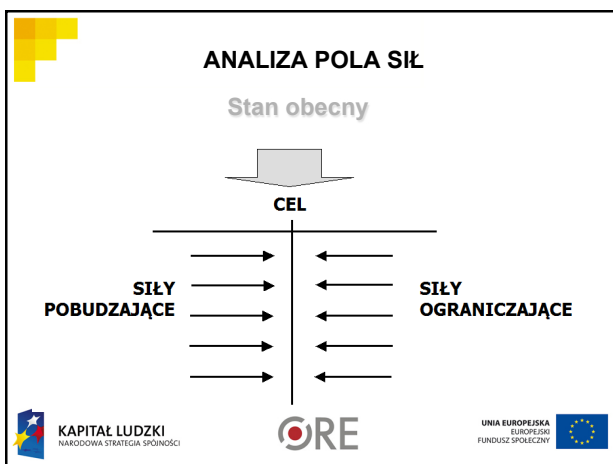 ANALIZA POLA SIŁ
Stan obecny
CEL
SIŁY
POBUDZAJĄCE
SIŁY
OGRANICZAJĄCE
KAPITAŁ LUDZKI
NARODOWA STRATEGIA SPÓJNOŚCI
ORE
UNIA EUROPEJSKA
EUROPEJSKI
FUNDUSZ SPOŁECZNY